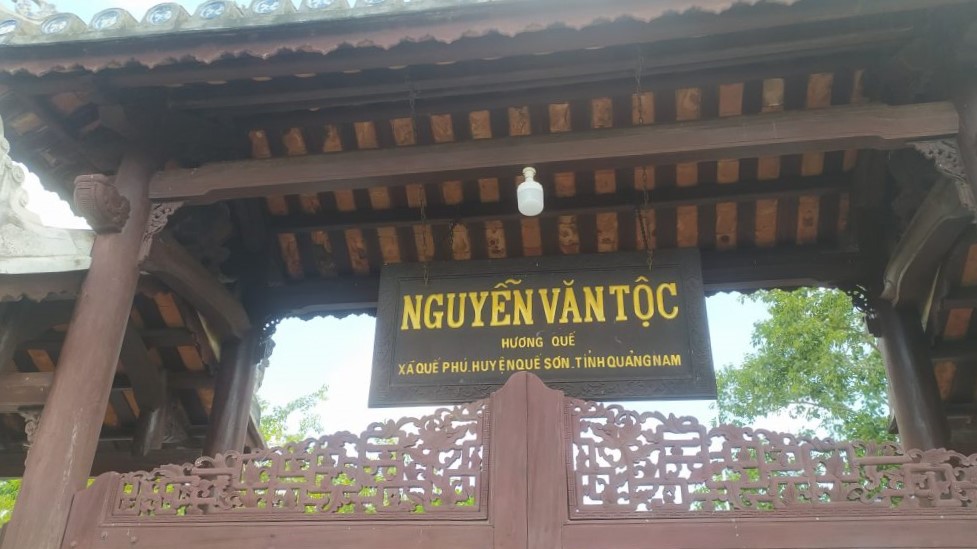 NGUYỄN VĂN TỘC
HƯƠNG QUẾ
XÃ QUẾ PHÚ. HUYỆN QUẾ SƠN. TỈNH QUẢNG NAM